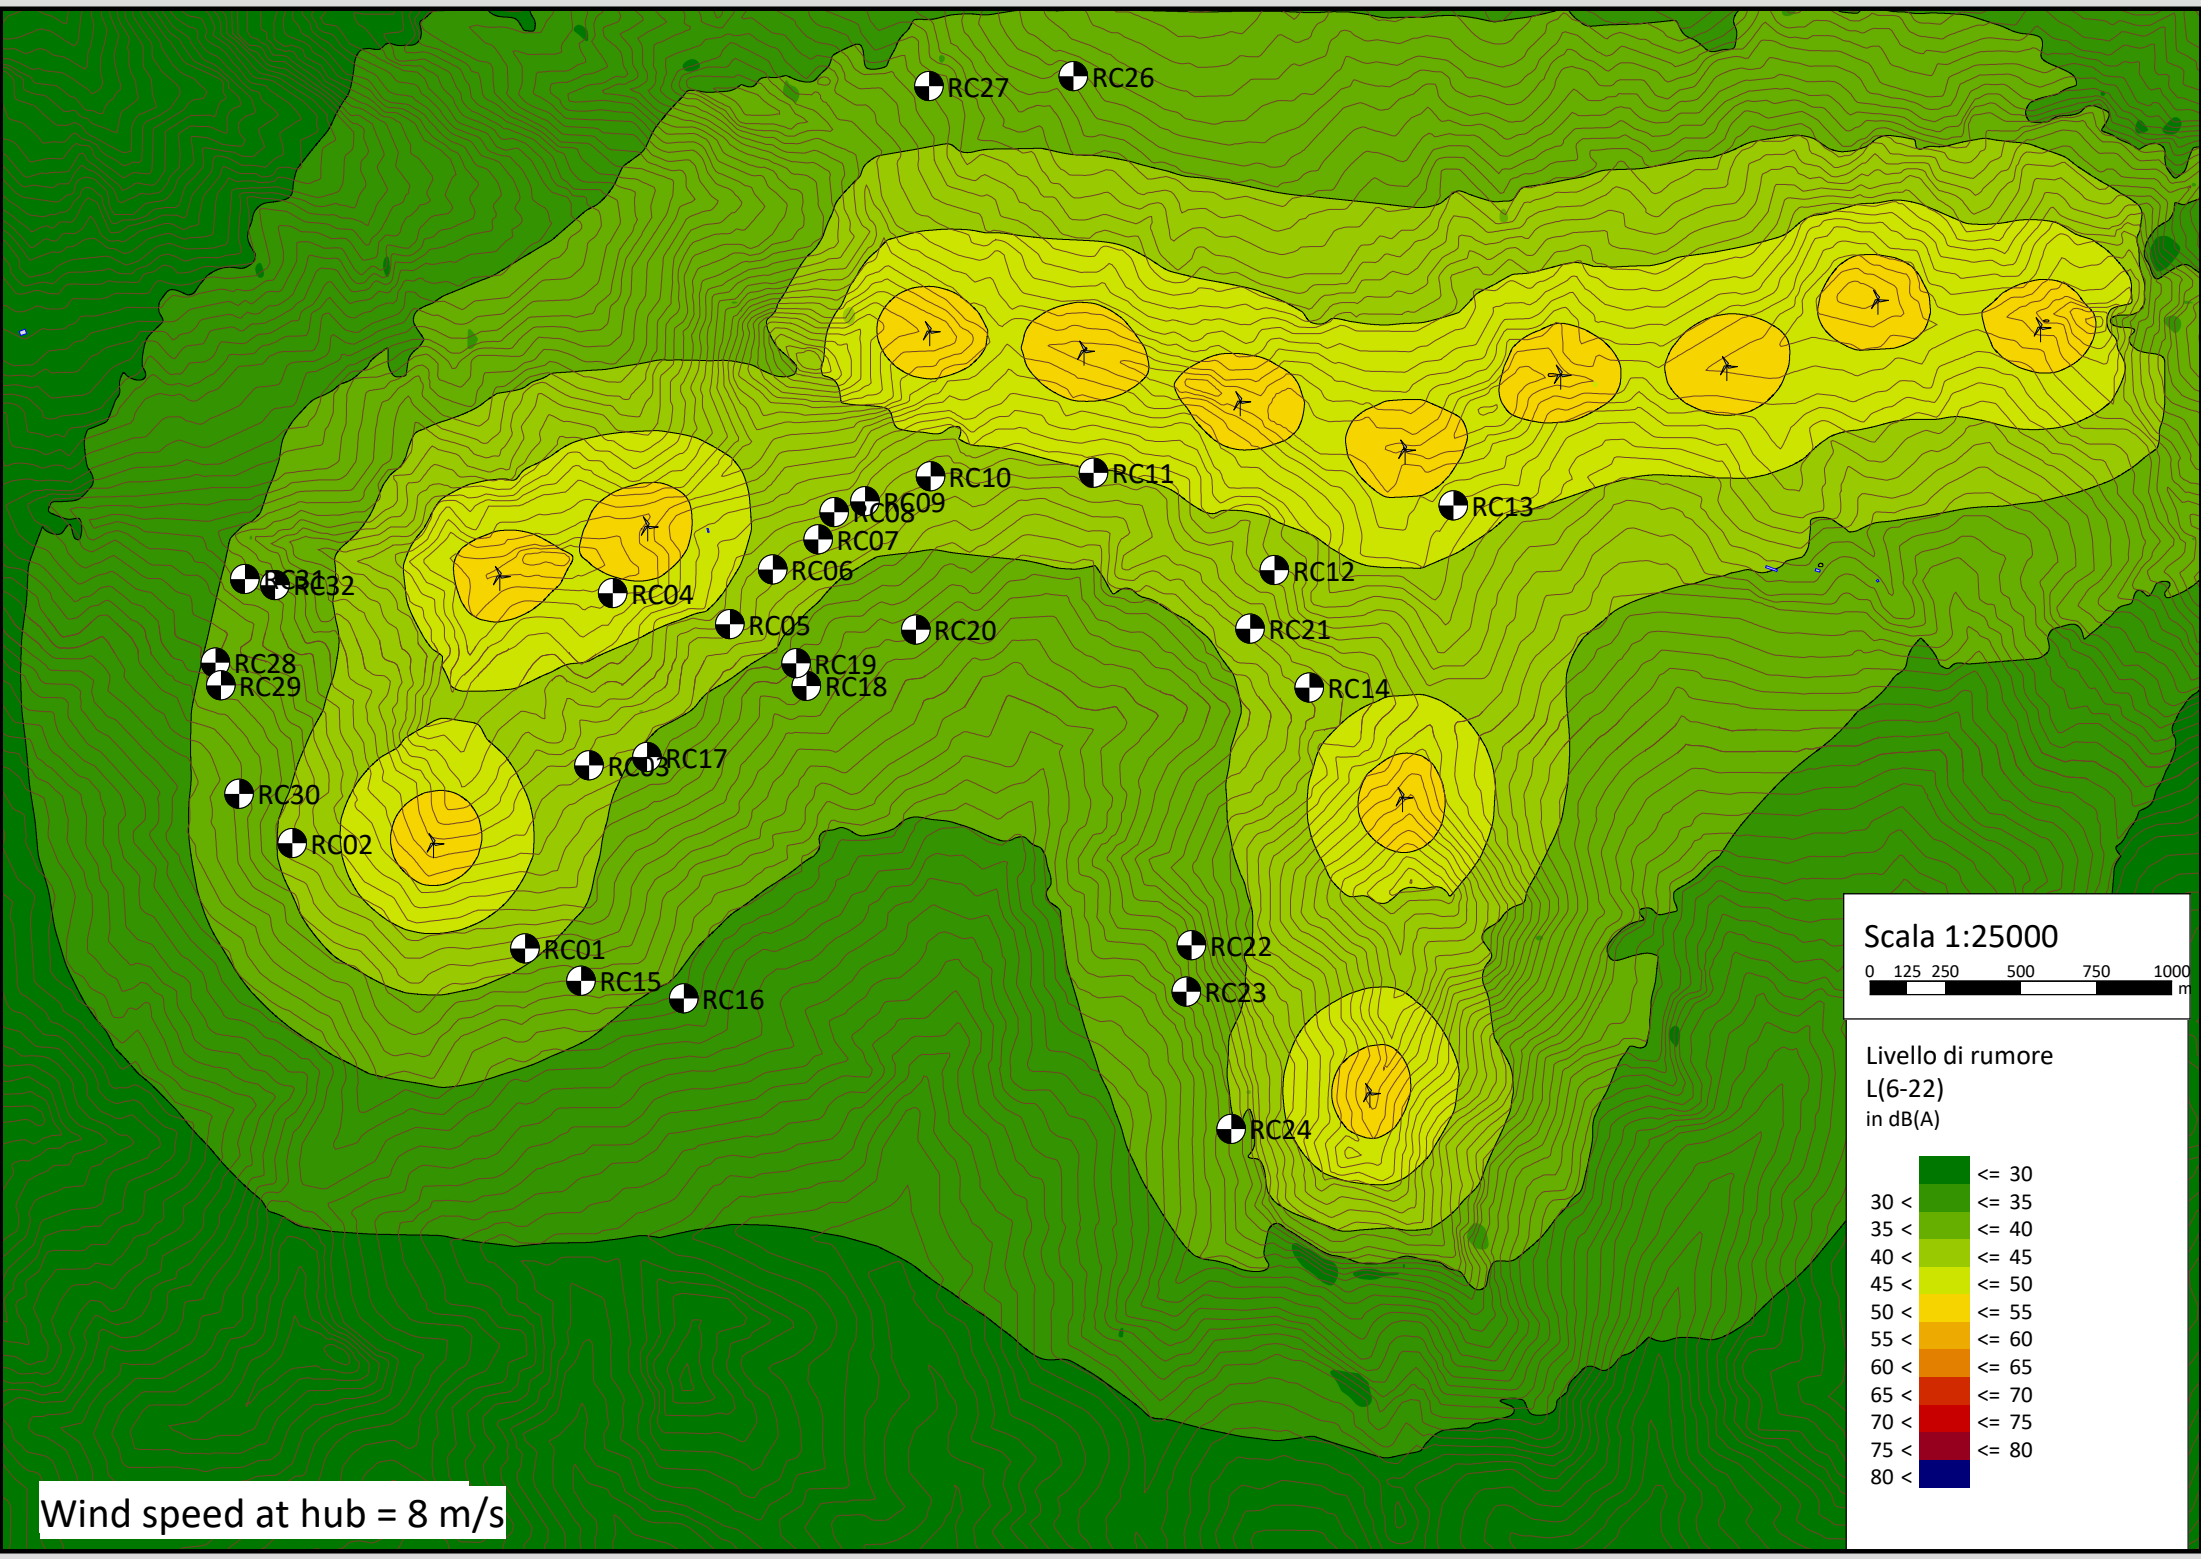 RC27
RC26
RC10
RC11
RC09
RC08
RC13
RC07
RC06
RC12
RC31
RC32
RC04
RC05
RC20
RC21
RC28
RC19
RC29
RC18
RC14
RC17
RC03
RC30
RC02
RC01
RC22
RC15
RC23
RC16
RC24
Scala 1:25000
0 125 250 500 750 1000
m
Livello di rumore
L(6-22)
in dB(A)
<= 30
30 < <= 35
35 < <= 40
40 < <= 45
45 < <= 50
50 < <= 55
55 < <= 60
60 < <= 65
65 < <= 70
70 < <= 75
75 < <= 80
80 <
Wind speed at hub = 8 m/s